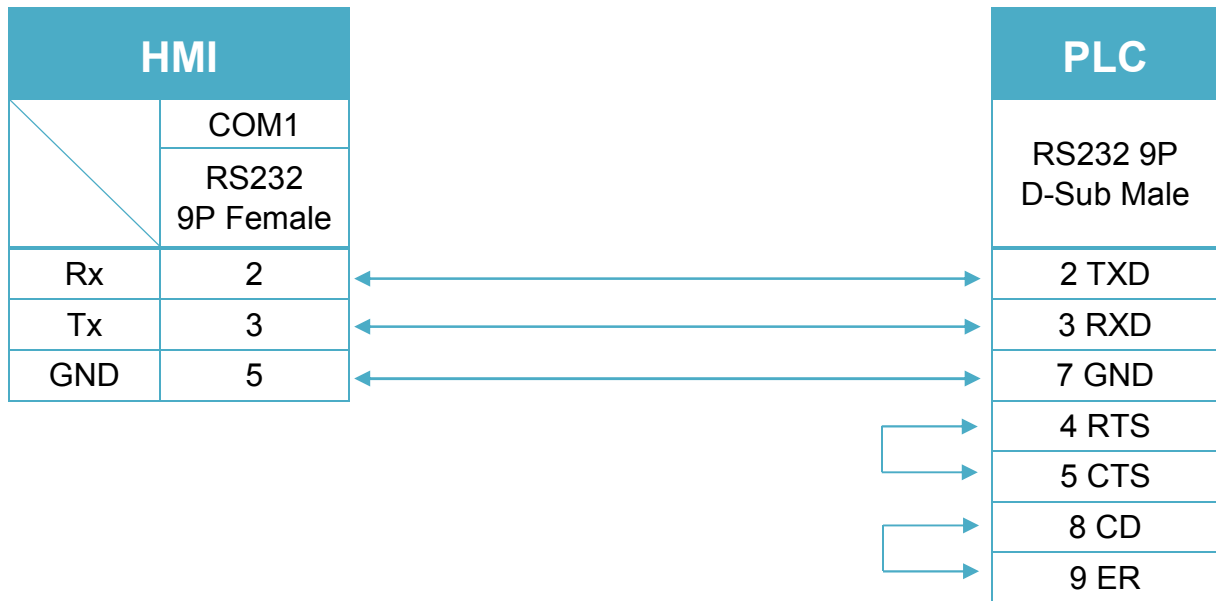 HMI
PLC
COM1
RS232
9P Female
RS232 9P
D-Sub Male
Rx 2 2 TXD
Tx 3 3 RXD
GND 5 7 GND
4 RTS
5 CTS
8 CD
9 ER